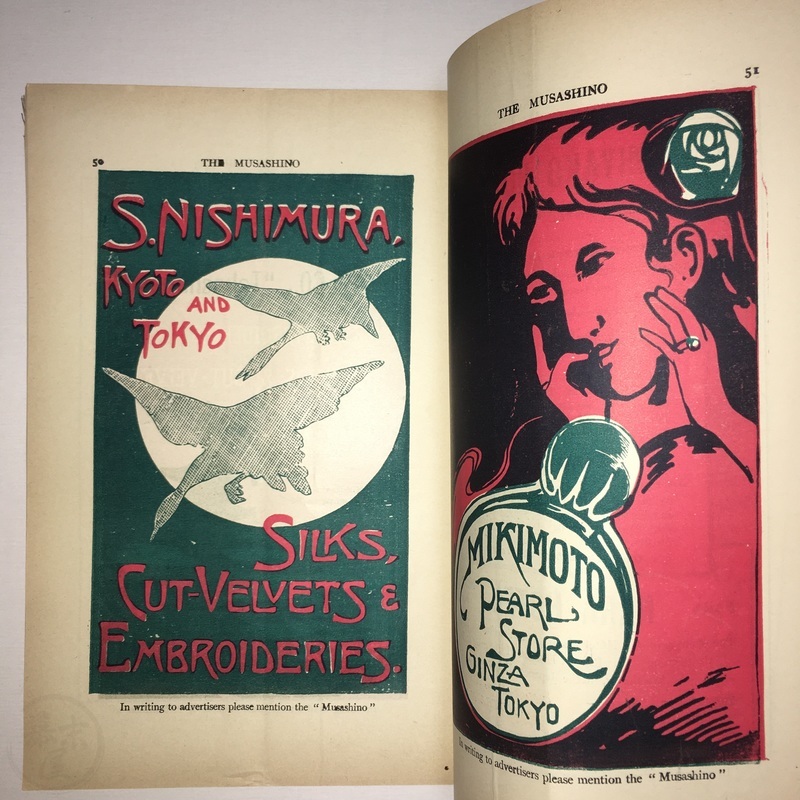 50
THE MUSASHINO
S. NISHIMURA,
KYOTO
AND
TOKYO
SILKS,
CUT-VELVETS &
EMBROIDERIES.
In writing to advertisers please mention the "Musashino"
51
THE MUSASHINO
MIKIMOTO
PEARL
STORE
GINZA
TOKYO
In writing to advertisers please mention the "Musashino"